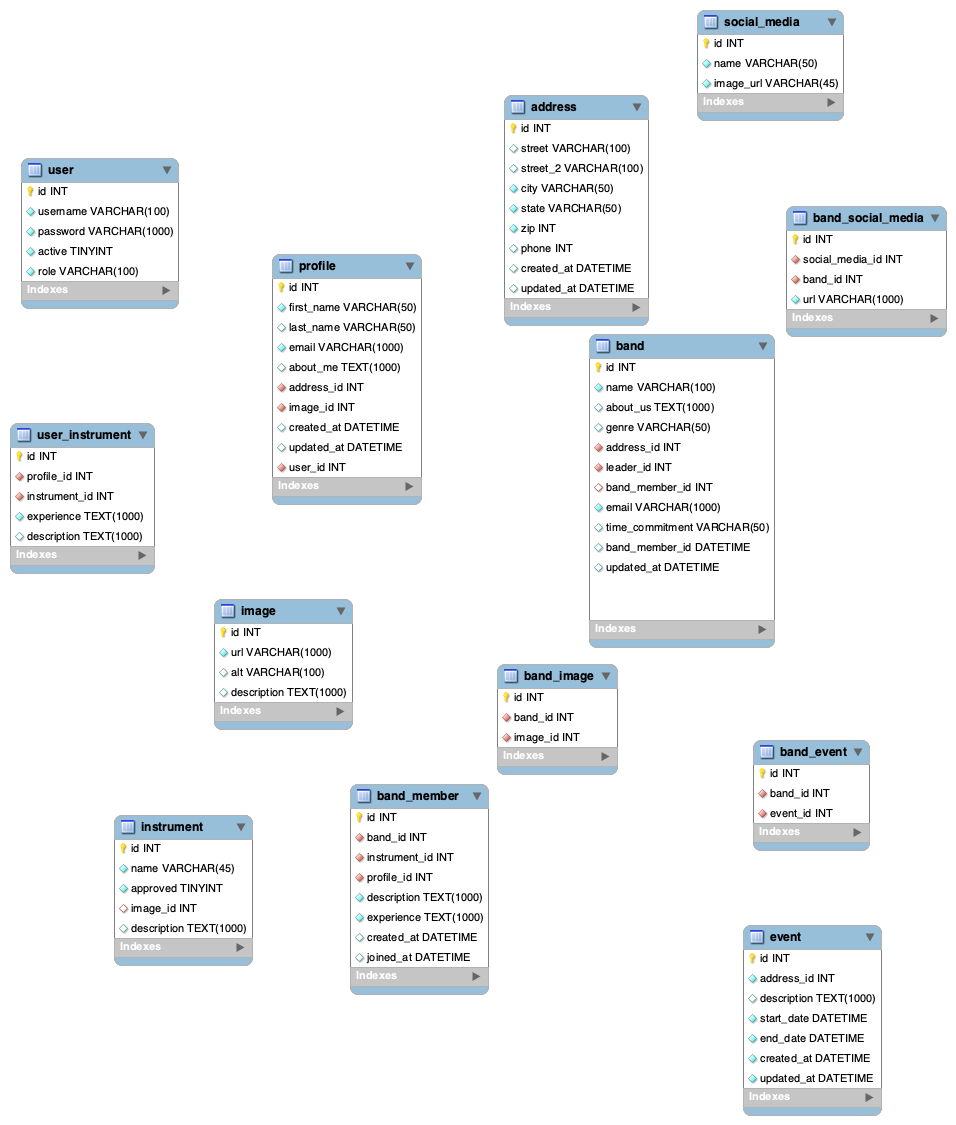 social_media
id INT
name VARCHAR(50)
image_url VARCHAR(45)
Indexes
address
id INT
street VARCHAR(100)
street_2 VARCHAR(100)
city VARCHAR(50)
state VARCHAR(50)
zip INT
phone INT
created_at DATETIME
updated_at DATETIME
Indexes
user
id INT
username VARCHAR(100)
password VARCHAR(1000)
active TINYINT
role VARCHAR(100)
Indexes
band_social_media
id INT
social_media_id INT
band_id INT
url VARCHAR(1000)
Indexes
profile
id INT
first_name VARCHAR(50)
last_name VARCHAR(50)
email VARCHAR(1000)
about_me TEXT(1000)
address_id INT
image_id INT
created_at DATETIME
updated_at DATETIME
user_id INT
Indexes
band
id INT
name VARCHAR(100)
about_us TEXT(1000)
genre VARCHAR(50)
address_id INT
leader_id INT
band_member_id INT
email VARCHAR(1000)
time_commitment VARCHAR(50)
band_member_id DATETIME
updated_at DATETIME
Indexes
user_instrument
id INT
profile_id INT
instrument_id INT
experience TEXT(1000)
description TEXT(1000)
Indexes
image
id INT
url VARCHAR(1000)
alt VARCHAR(100)
description TEXT(1000)
Indexes
band_image
id INT
band_id INT
image_id INT
Indexes
band_event
id INT
band_id INT
event_id INT
Indexes
band_member
id INT
band_id INT
instrument_id INT
profile_id INT
description TEXT(1000)
experience TEXT(1000)
created_at DATETIME
joined_at DATETIME
Indexes
instrument
id INT
name VARCHAR(45)
approved TINYINT
image_id INT
description TEXT(1000)
Indexes
event
id INT
address_id INT
description TEXT(1000)
start_date DATETIME
end_date DATETIME
created_at DATETIME
updated_at DATETIME
Indexes